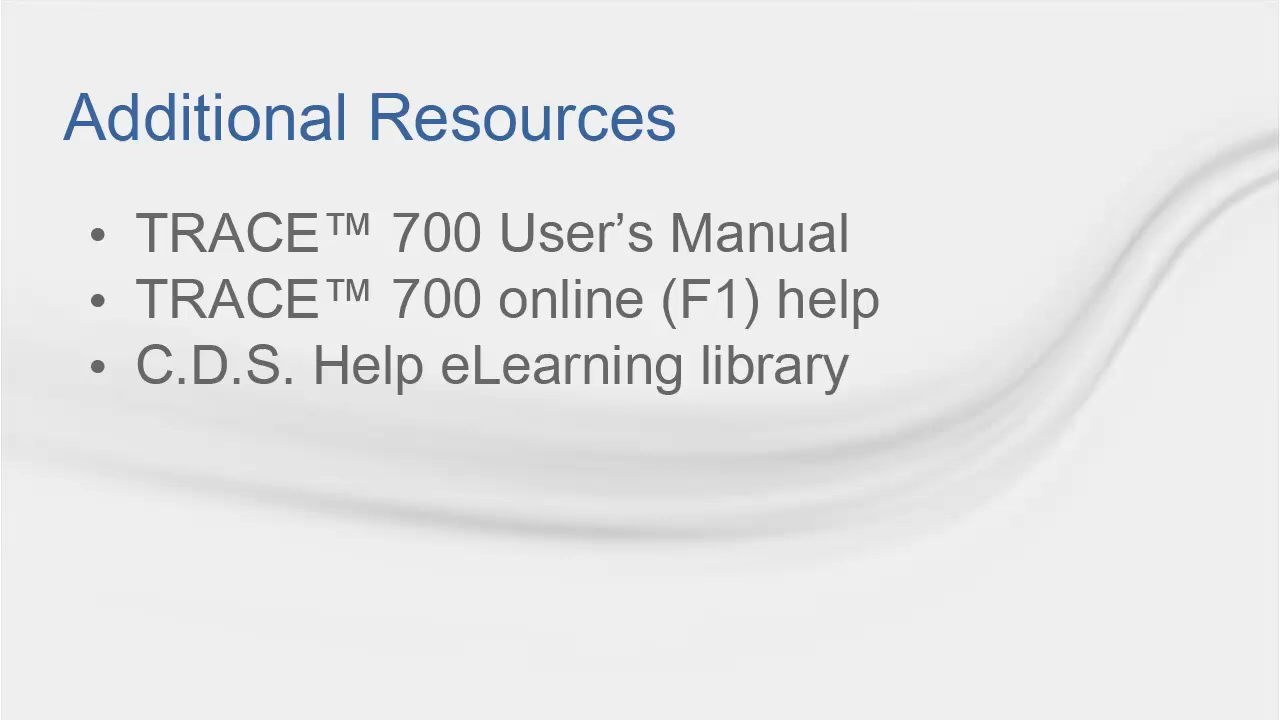 Additional Resources
• TRACE™ 700 User’s Manual
• TRACE™ 700 online (F1) help
• C.D.S. Help eLearning library